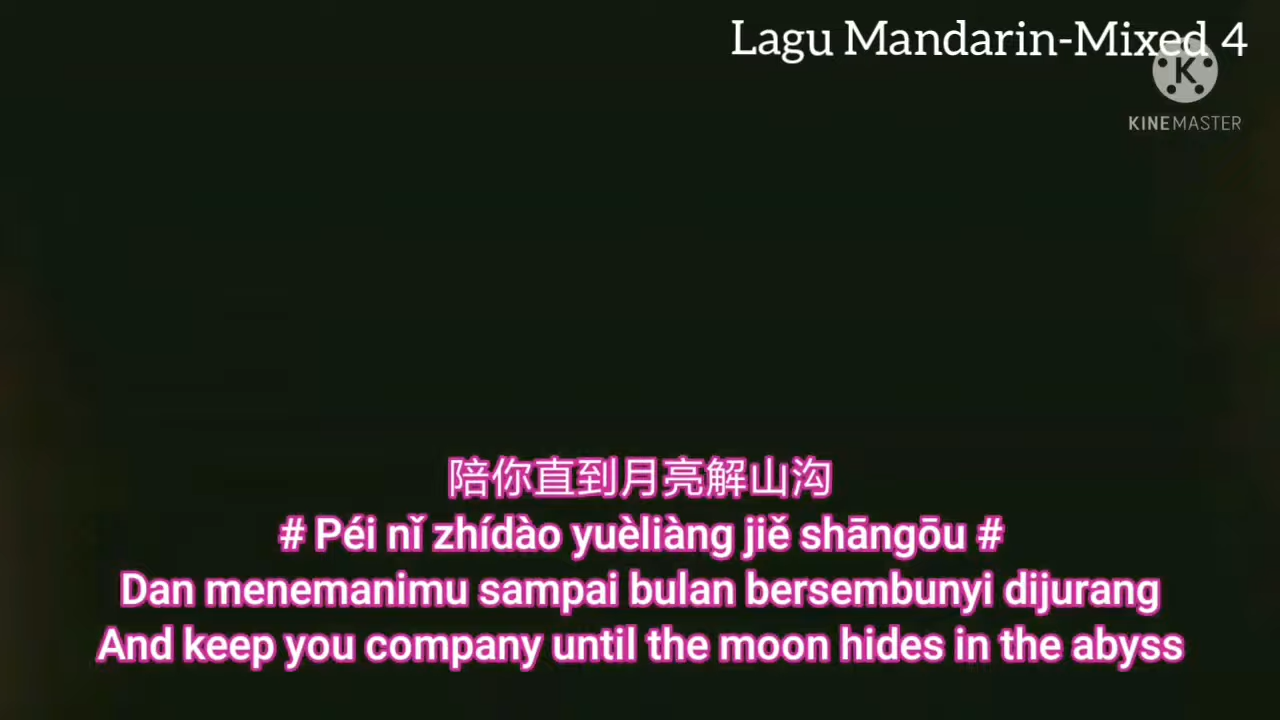 Lagu Mandarin-Mixed 4
K
KINEMASTER
陪你直到月亮解山沟
# Péi nǐ zhídào yuèliàng jiě shāngōu #
Dan menemanimu sampai bulan bersembunyi dijurang
And keep you company until the moon hides in the abyss